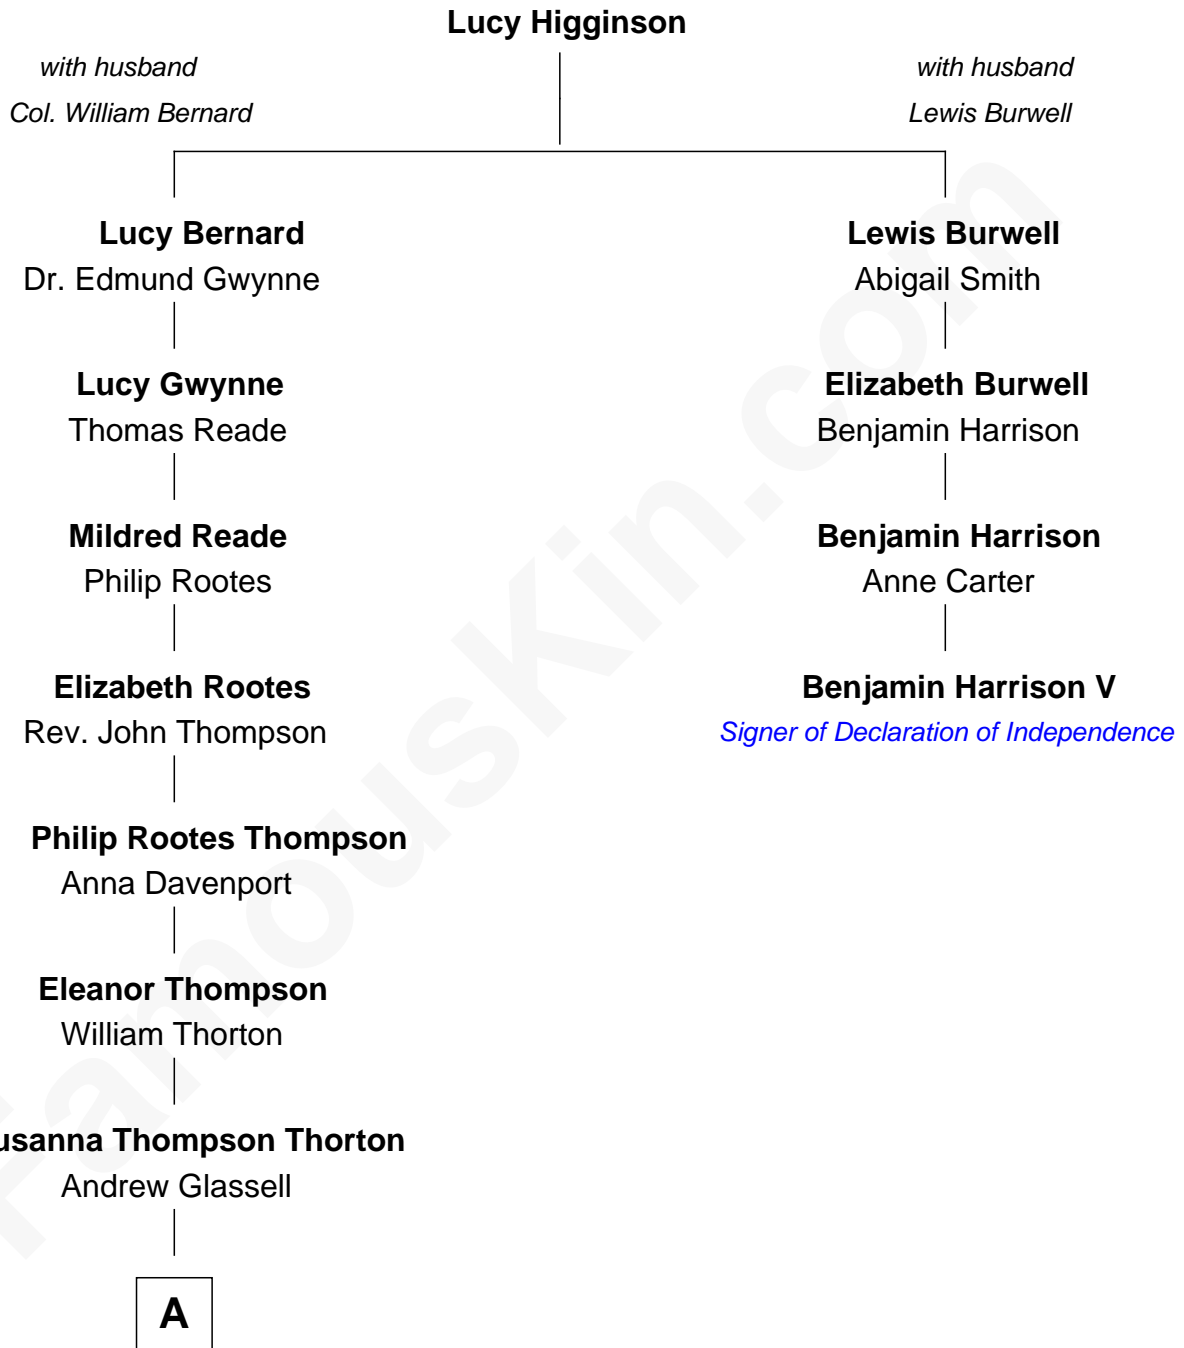 Lucy Higginson
with husband
Col. William Bernard
with husband
Lewis Burwell
Lucy Bernard
Dr. Edmund Gwynne
Lewis Burwell
Abigail Smith
Lucy Gwynne
Thomas Reade
Elizabeth Burwell
Benjamin Harrison
Mildred Reade
Philip Rootes
Benjamin Harrison
Anne Carter
Elizabeth Rootes
Rev. John Thompson
Benjamin Harrison V
Signer of Declaration of Independence
Philip Rootes Thompson
Anna Davenport
Eleanor Thompson
William Thorton
usanna Thompson Thorton
Andrew Glassell
A
FamousKin.com